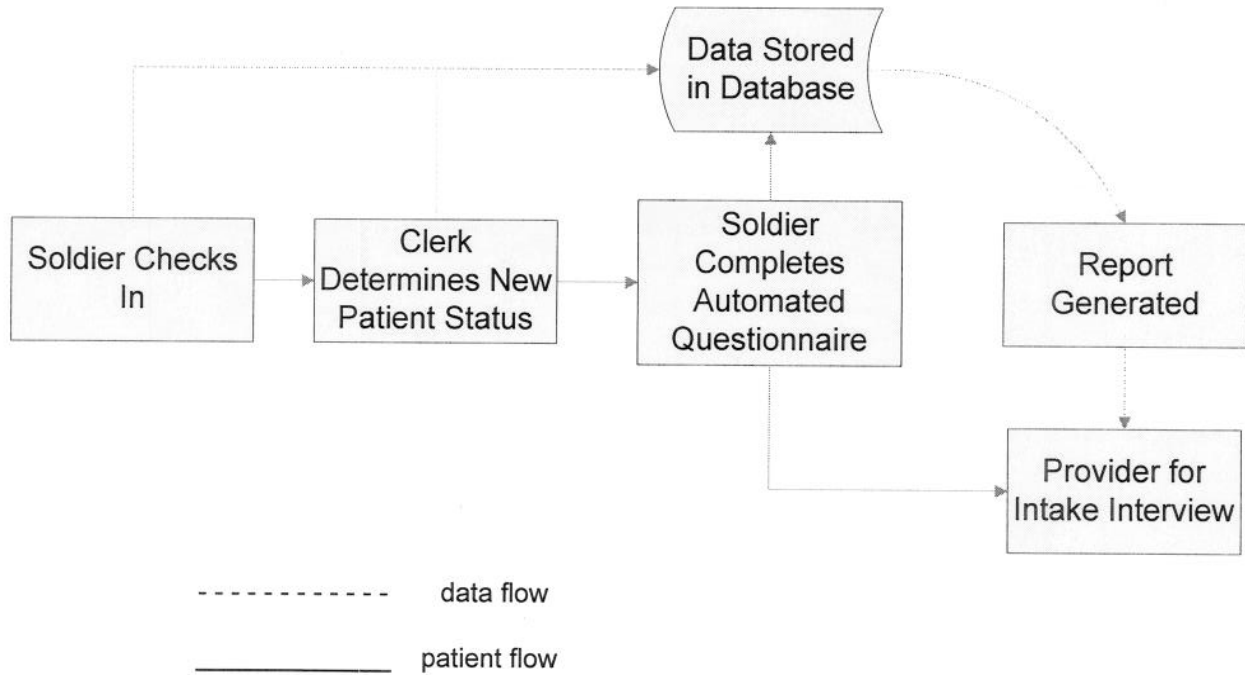 Data Stored
in Database
Soldier Checks
In
Clerk
Determines New
Patient Status
Soldier
Completes
Automated
Questionnaire
Report
Generated
Provider for
Intake Interview
data flow
patient flow